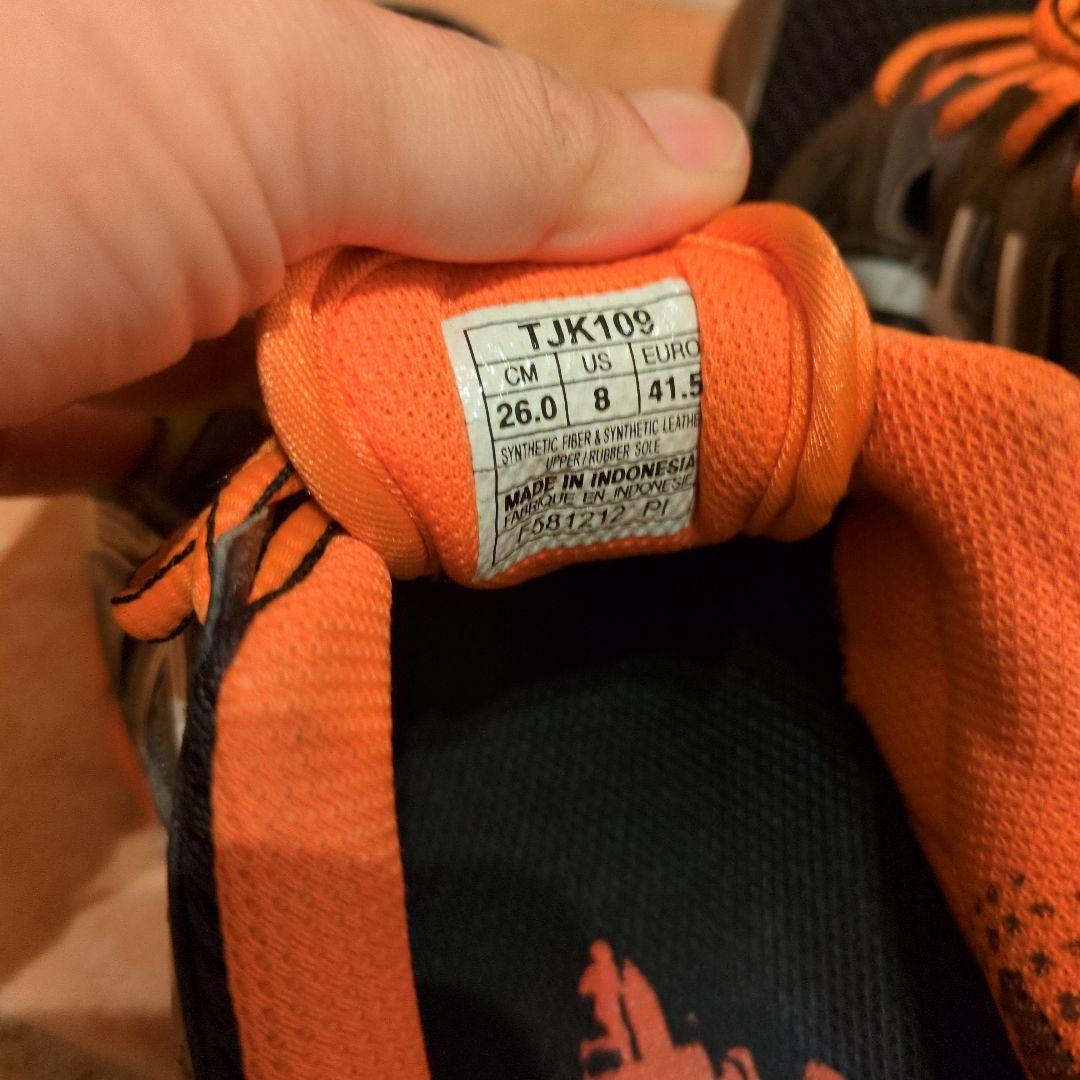 TJK109
CM US EURO
26.0 8 41.5
SYNTHETIC FIBER & SYNTHETIC LEATHE
UPPER / RUBBER SOLE
MADE IN INDONESIA
FABRIQUE EN INDONESIE
F581212 PI